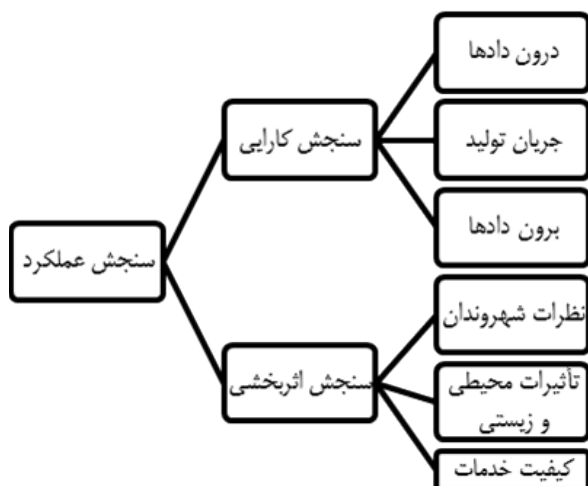 درون دادها
سنجش کارایی
جریان تولید
برون دادها
سنجش عملکرد
نظرات شهروندان
سنجش اثربخشی
تأثیرات محیطی
و زیستی
کیفیت خدمات